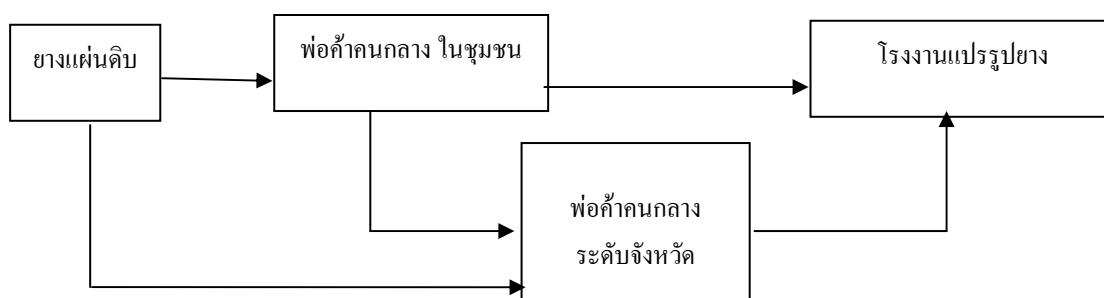 ยางแผ่นดิบ
พ่อค้าคนกลาง ในชุมชน
โรงงานแปรรูปยาง
พ่อค้าคนกลาง
ระดับจังหวัด